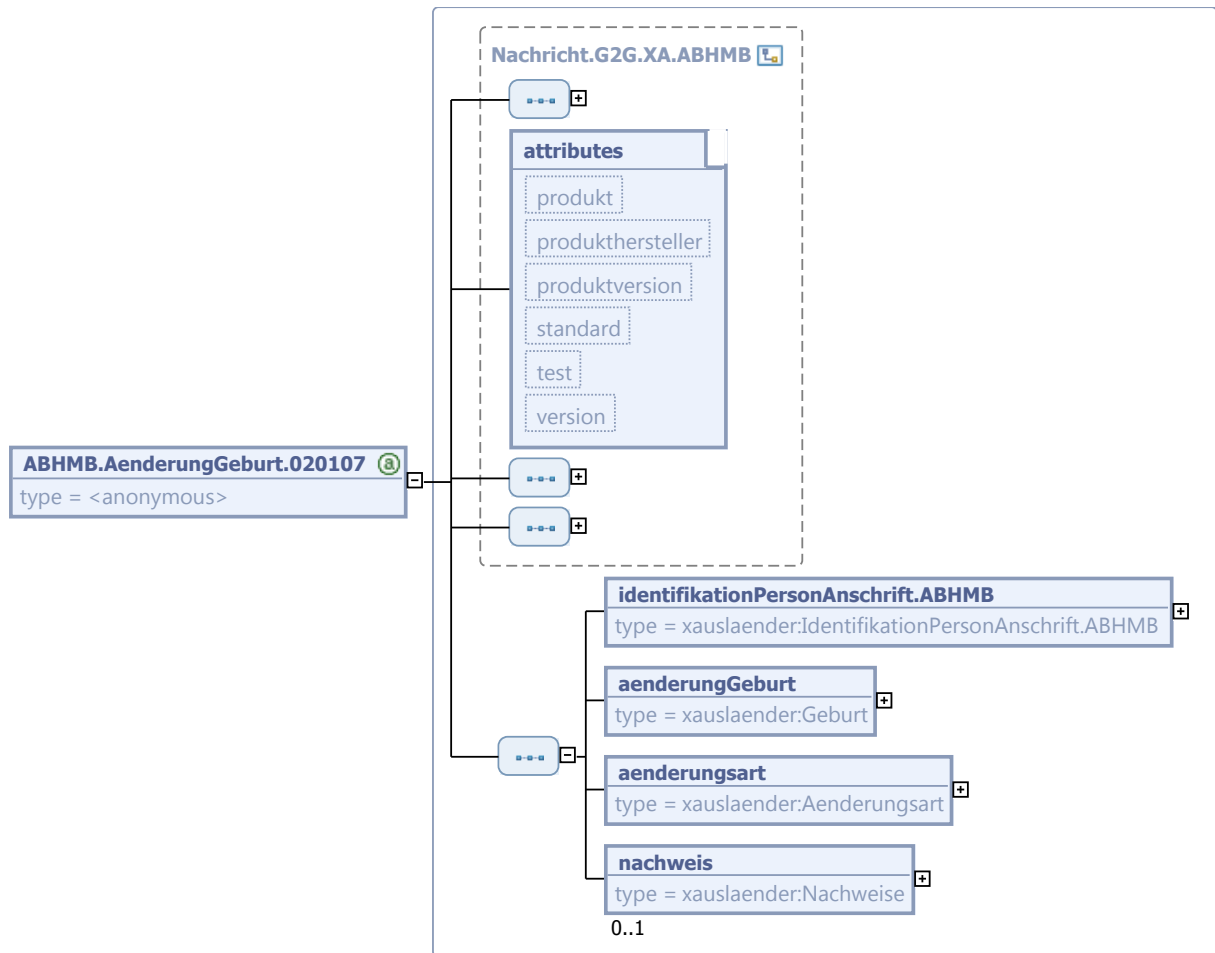 Nachricht.G2G.XA.ABHMB
attributes
produkt
produkthersteller
produktversion
standard
test
version
ABHMB.AenderungGeburt.020107 a
type = <anonymous>
identifikationPersonAnschrift.ABHMB
type = xauslaender:IdentifikationPersonAnschrift.ABHMB
aenderungGeburt
type = xauslaender:Geburt
aenderungsart
type = xauslaender:Aenderungsart
nachweis
type = xauslaender:Nachweise
0..1